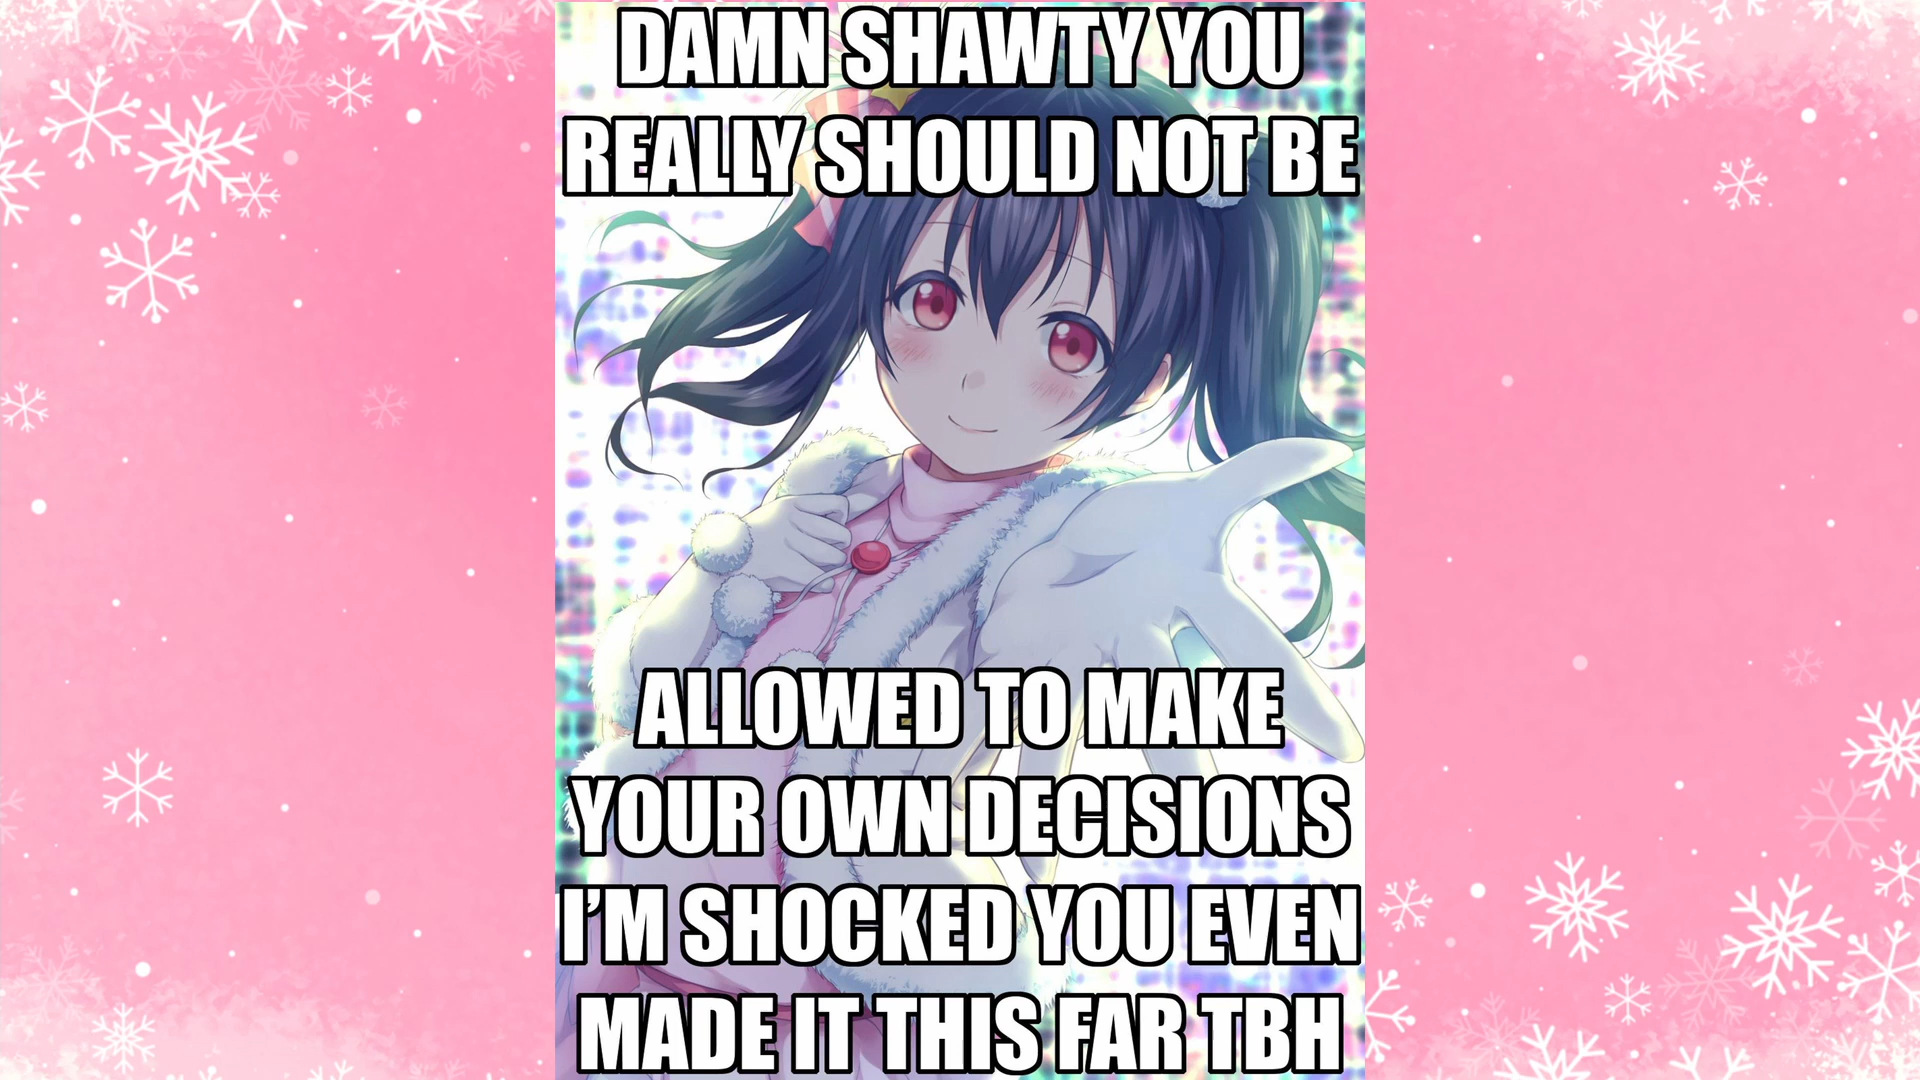 DAMN SHAWTY YOU
REALLY SHOULD NOT BE
ALLOWED TO MAKE
YOUR OWN DECISIONS
I'M SHOCKED YOU EVEN
MADE IT THIS FAR TBH